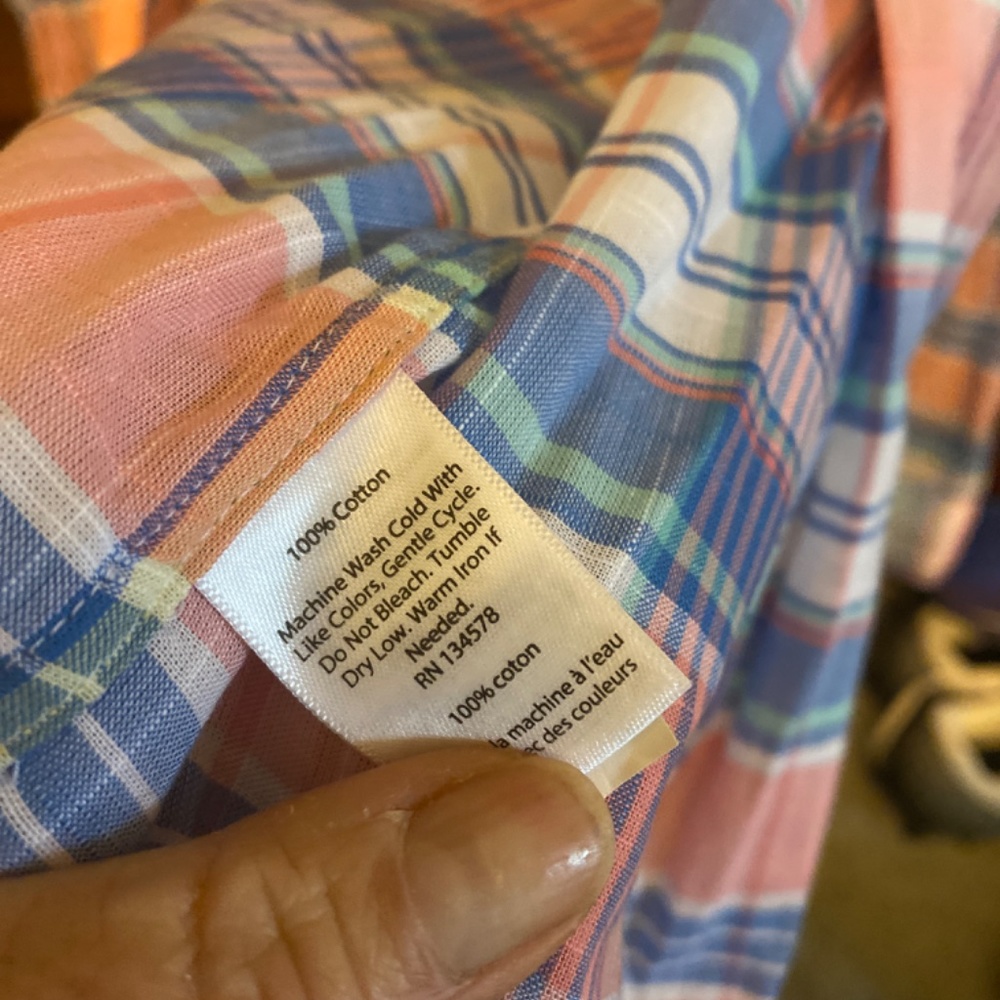 100% Cotton
Machine Wash Cold With
Like Colors, Gentle Cycle.
Do Not Bleach. Tumble
Dry Low. Warm Iron If
Needed.
RN 134578
100% coton
la machine à l'eau
des couleurs